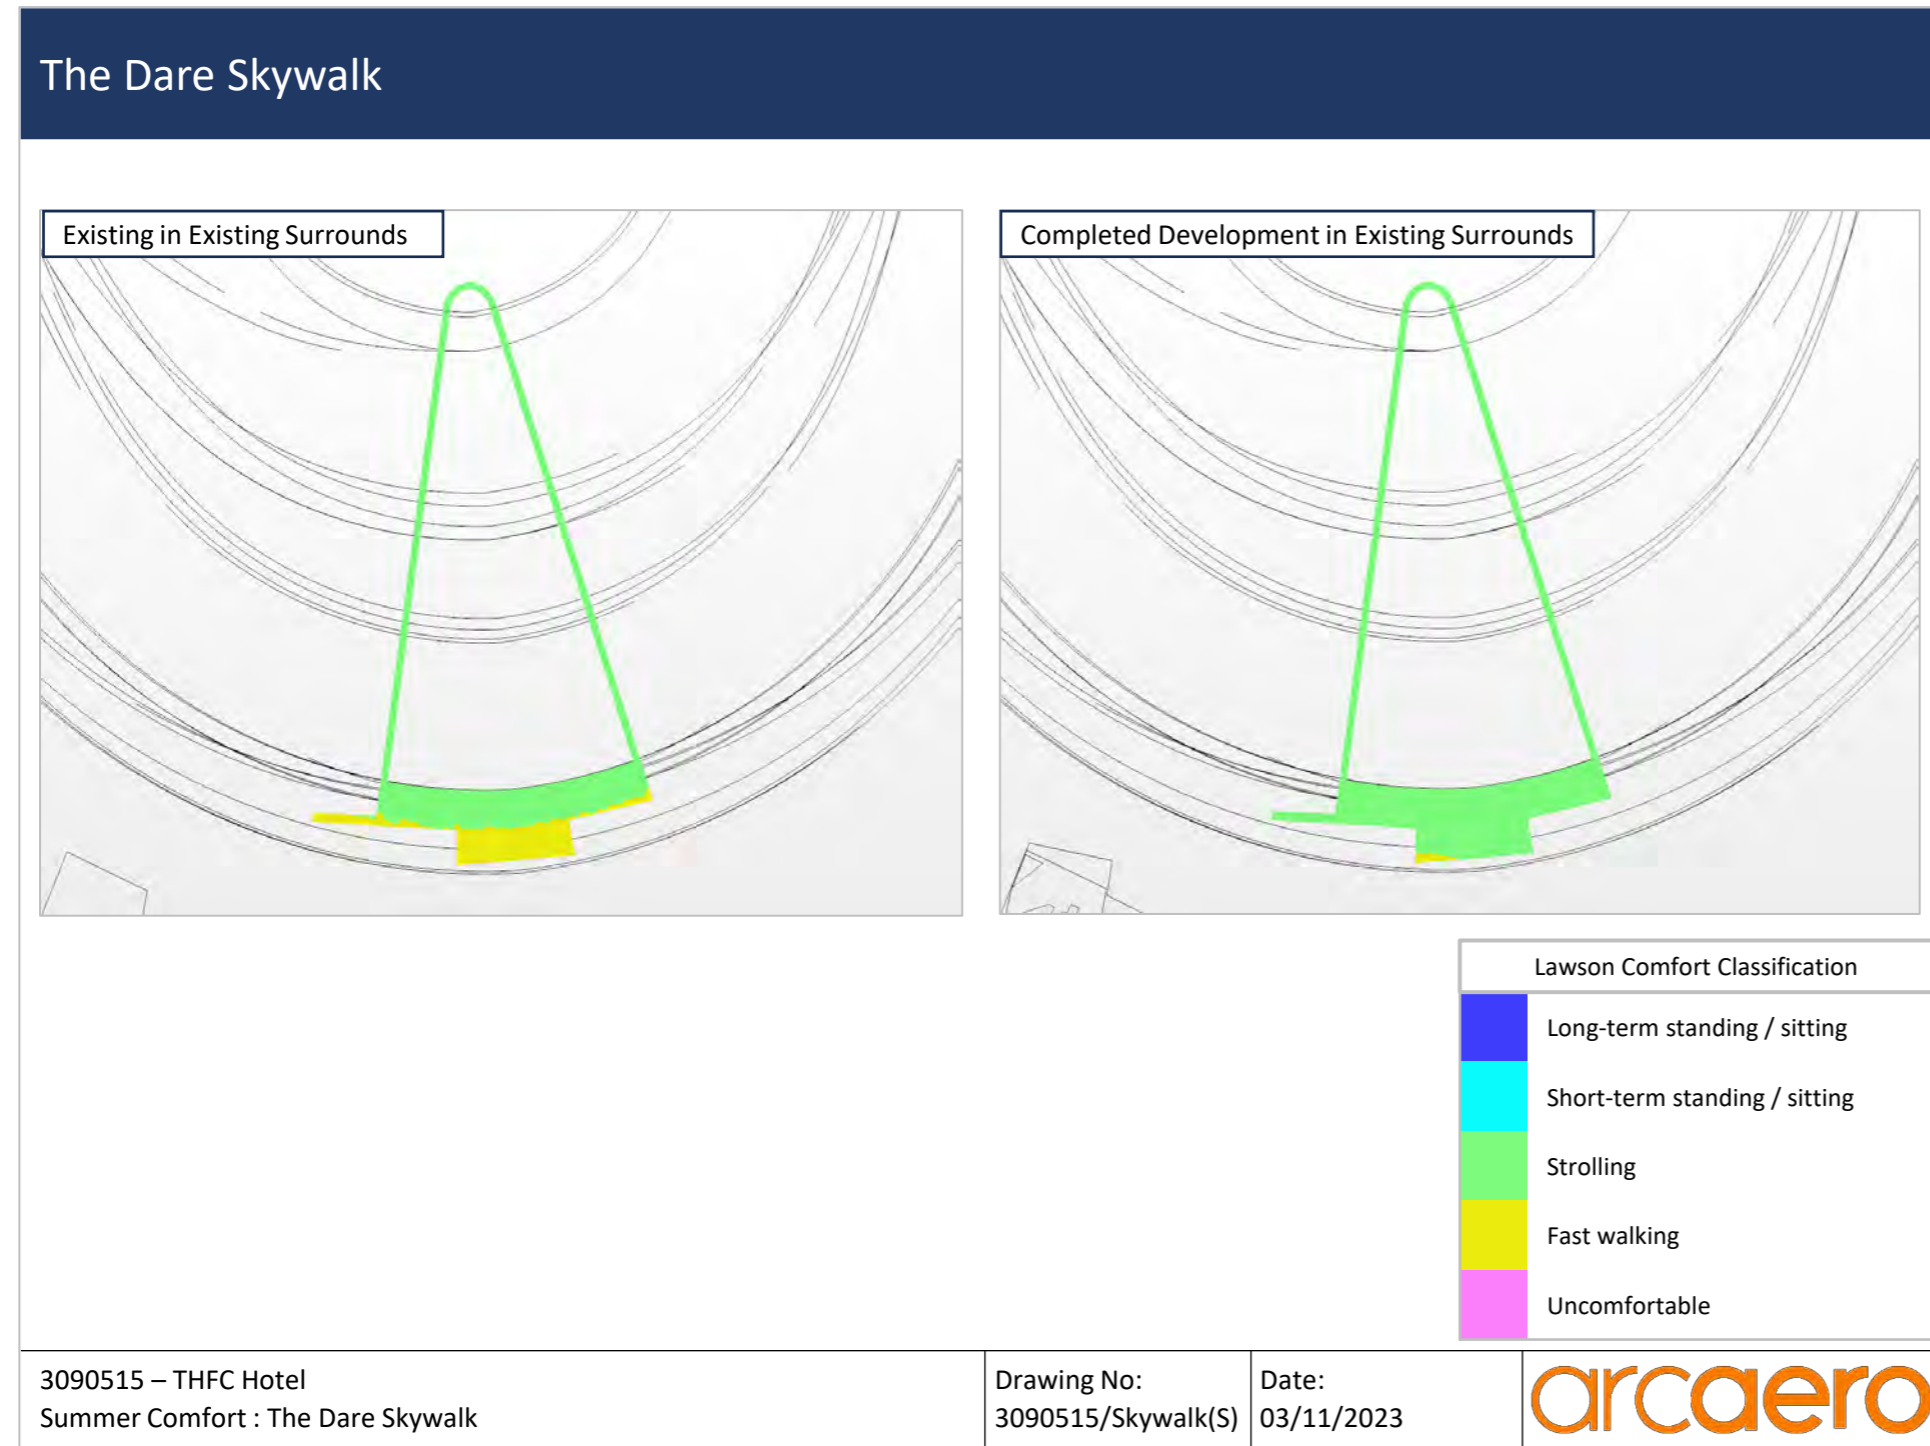 The Dare Skywalk
Existing in Existing Surrounds
Completed Development in Existing Surrounds
Lawson Comfort Classification
Long-term standing / sitting
Short-term standing / sitting
Strolling
Fast walking
Uncomfortable
3090515 – THFC Hotel
Summer Comfort : The Dare Skywalk
Drawing No:
3090515/Skywalk(S)
Date:
03/11/2023
arcaero